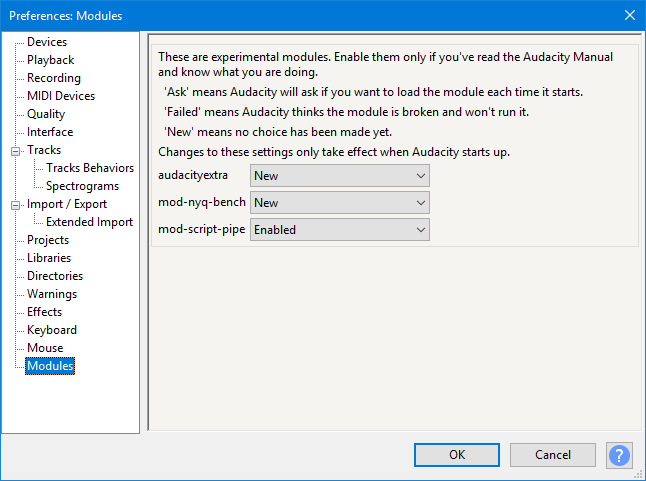 Preferences: Modules
Devices
Playback
Recording
MIDI Devices
Quality
Interface
Tracks
Tracks Behaviors
Spectrograms
Import / Export
Extended Import
Projects
Libraries
Directories
Warnings
Effects
Keyboard
Mouse
Modules
These are experimental modules. Enable them only if you've read the Audacity Manual
and know what you are doing.
'Ask' means Audacity will ask if you want to load the module each time it starts.
'Failed' means Audacity thinks the module is broken and won't run it.
'New' means no choice has been made yet.
Changes to these settings only take effect when Audacity starts up.
audacityextra New
mod-nyq-bench New
mod-script-pipe Enabled
OK Cancel ?